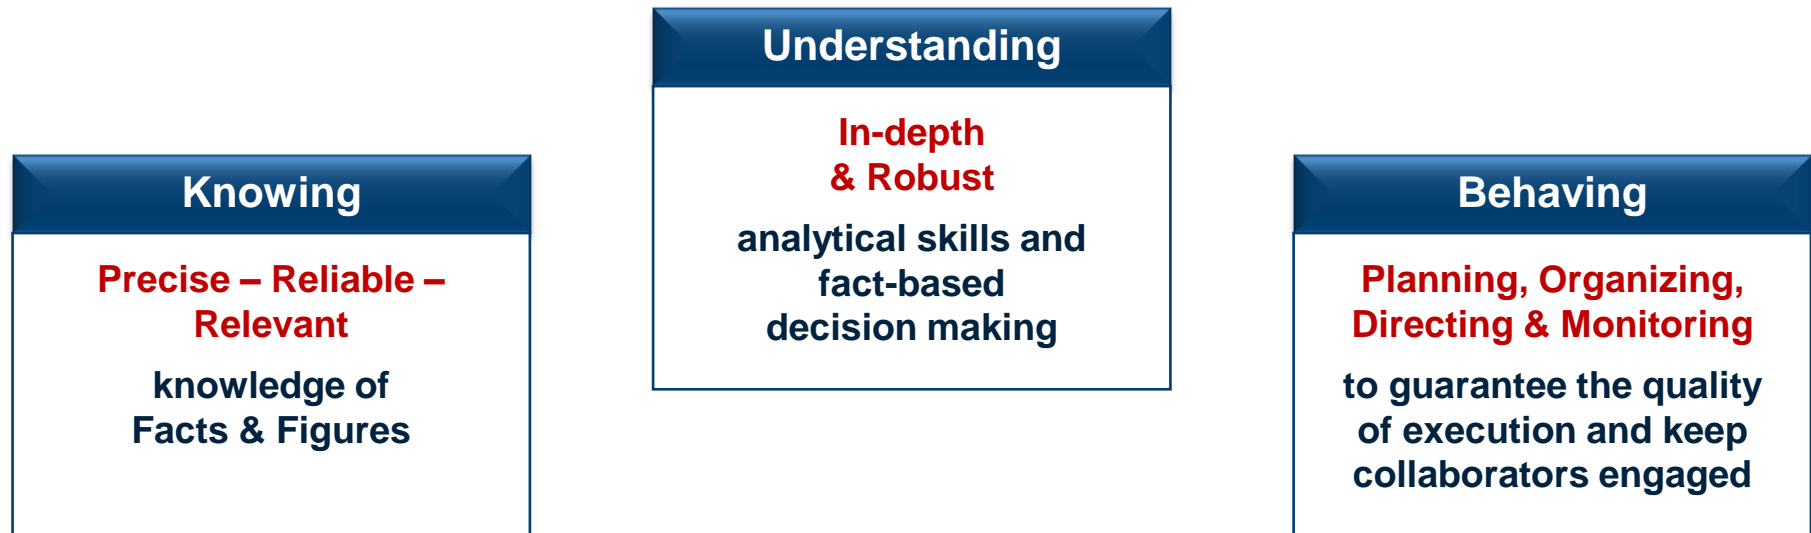 Knowing
Precise – Reliable –
Relevant
knowledge of
Facts & Figures
Understanding
In-depth
& Robust
analytical skills and
fact-based
decision making
Behaving
Planning, Organizing,
Directing & Monitoring
to guarantee the quality
of execution and keep
collaborators engaged